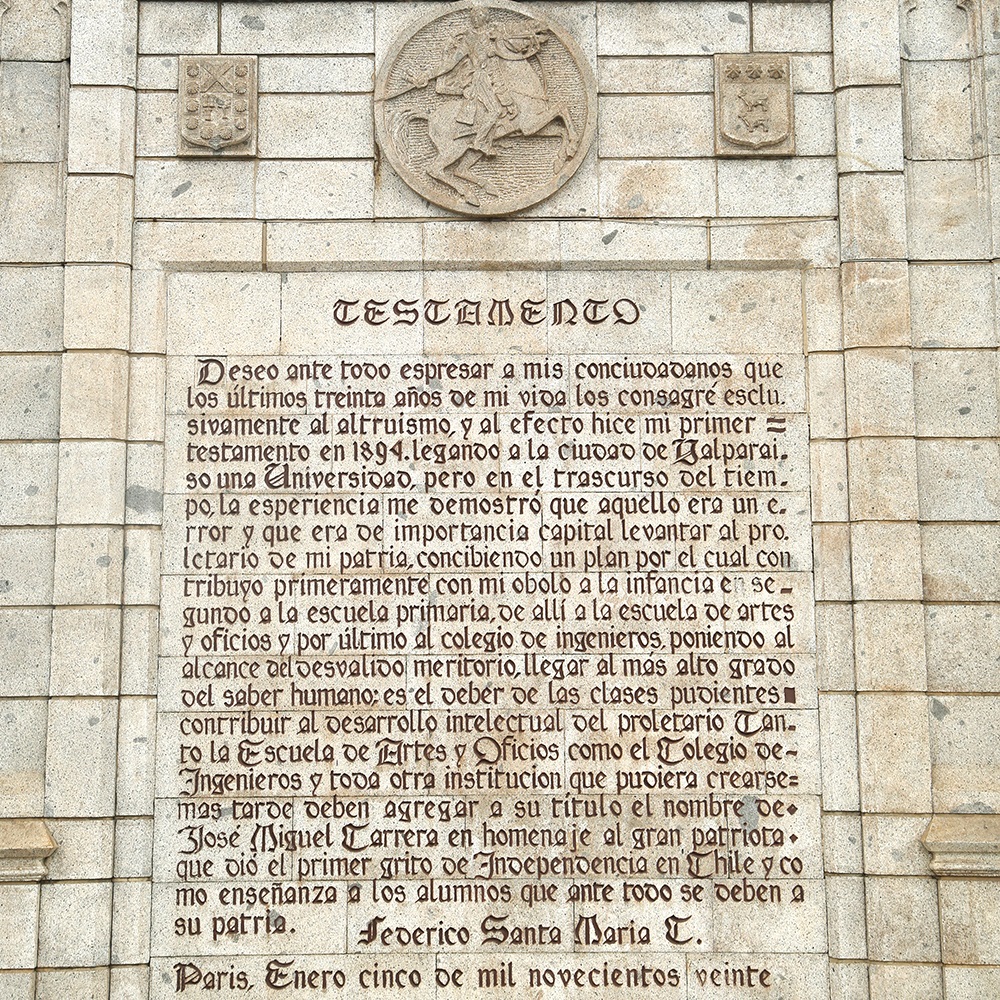 TESTAMENTO
Deseo ante todo espresar a mis conciudadanos que
los últimos treinta años de mi vida los consagré esclu.
sivamente al altruismo, y al efecto hice mi primer =
testamento en 1894. legando a la ciudad de Valparai.
so una Universidad, pero en el trascurso del tiem.
po, la esperiencia me demostró que aquello era un e.
rror y que era de importancia capital levantar al pro.
letario de mi patria, concibiendo un plan por el cual con
tribuyo primeramente con mi obolo a la infancia en se-
gundo a la escuela primaria, de allí a la escuela de artes
y oficios y por último al colegio de ingenieros, poniendo al
alcance del desvalido meritorio, llegar al más alto grado
del saber humano; es el deber de las clases pudientes
contribuir al desarrollo intelectual del proletario Tan-
to la Escuela de Artes y Oficios como el Colegio de-
Ingenieros y toda otra institucion que pudiera crearse=
mas tarde deben agregar a su título el nombre de•
José Miguel Carrera en homenaje al gran patriota•
que dió el primer grito de Independencia en Chile y co
mo enseñanza a los alumnos que ante todo se deben a
su patria.
Federico Santa Maria C.
Paris, Enero cinco de mil novecientos veinte